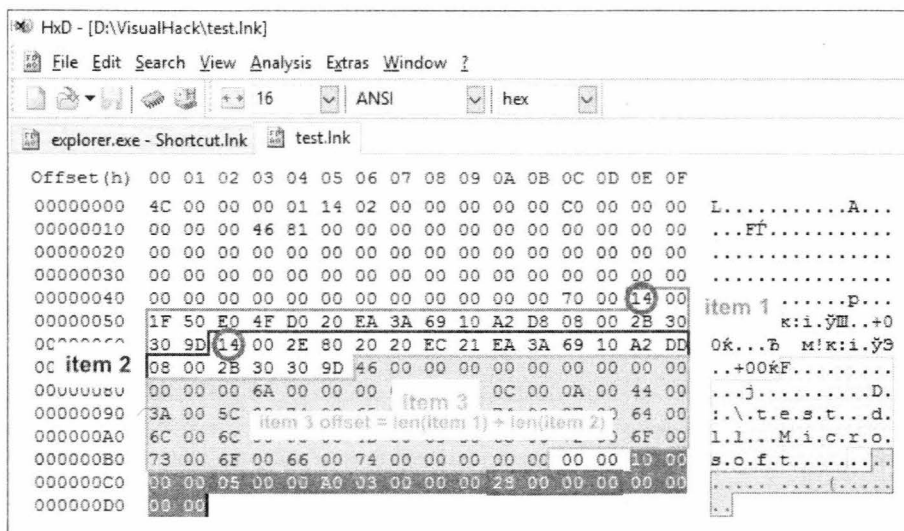 HxD - [D:\VisualHack\test.lnk]
File Edit Search View Analysis Extras Window ?
16 ANSI hex
explorer.exe - Shortcut.lnk test.lnk
Offset(h) 00 01 02 03 04 05 06 07 08 09 0A 0B 0C 0D 0E 0F
00000000 4C 00 00 00 01 14 02 00 00 00 00 00 C0 00 00 00 L...........А...
00000010 00 00 00 46 81 00 00 00 00 00 00 00 00 00 00 00 ...FЃ...........
00000020 00 00 00 00 00 00 00 00 00 00 00 00 00 00 00 00 ................
00000030 00 00 00 00 00 00 00 00 00 00 00 00 00 00 00 00 ................
00000040 00 00 00 00 00 00 00 00 00 00 00 00 70 00 14 00 item 1 ......p...
00000050 1F 50 E0 4F D0 20 EA 3A 69 10 A2 D8 08 00 2B 30 к:i.ўШ..+0
30 9D 14 00 2E 80 20 20 EC 21 EA 3A 69 10 A2 DD 0ќ...Ђ  м!к:i.ўЭ
item 2 08 00 2B 30 30 9D 46 00 00 00 00 00 00 00 00 00 ..+00ќF.........
00000080 00 00 00 6A 00 00 00 0C 00 0A 00 44 00 ...j.........D.
item 3
00000090 3A 00 5C 64 00 :.\.t.e.s.t...d.
item 3 offset = len(item 1) + len(item 2)
000000A0 6C 00 6C 6F 00 l.l...M.i.c.r.o.
000000B0 73 00 6F 00 66 00 74 00 00 00 00 00 00 00 10 00 s.o.f.t.........
000000C0 00 00 05 00 00 A0 03 00 00 00 28 00 00 00 00 00 ..... ....(.....
000000D0 00 00 ..